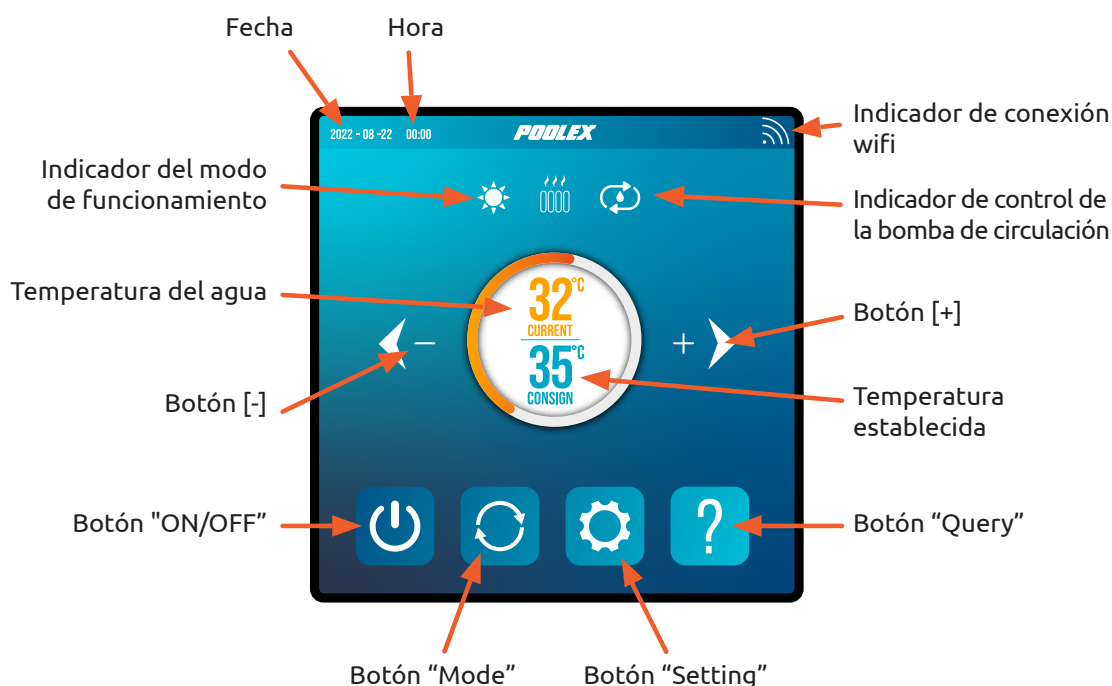 Fecha
Hora
2022 - 08 -22 00:00
POOLEX
Indicador de conexión
wifi
Indicador del modo
de funcionamiento
Indicador de control de
la bomba de circulación
Temperatura del agua
32°C
CURRENT
35°C
CONSIGN
−
+
Botón [+]
Botón [-]
Temperatura
establecida
Botón "ON/OFF”
?
Botón “Query”
Botón “Mode”
Botón “Setting”